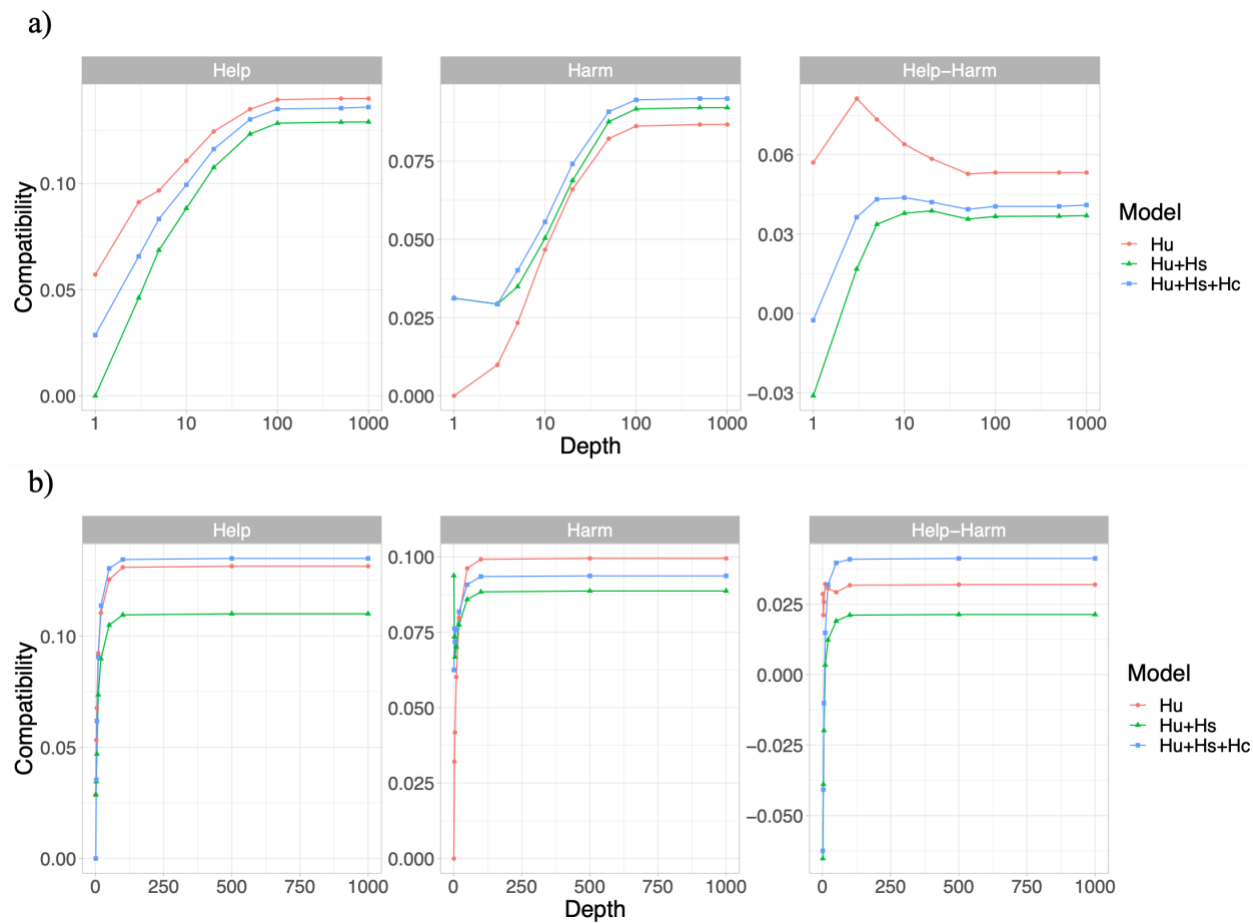 a)
Help
Harm
Help-Harm
Compatibility
0.10
0.05
0.00
1
10
100
1000
0.075
0.050
0.025
0.000
1
10
100
1000
0.06
0.03
0.00
−0.03
1
10
100
1000
Depth
Model
Hu
Hu+Hs
Hu+Hs+Hc
b)
Help
Harm
Help-Harm
Compatibility
0.10
0.05
0.00
0
250
500
750
1000
0.100
0.075
0.050
0.025
0.000
0
250
500
750
1000
0.025
0.000
−0.025
−0.050
0
250
500
750
1000
Depth
Model
Hu
Hu+Hs
Hu+Hs+Hc